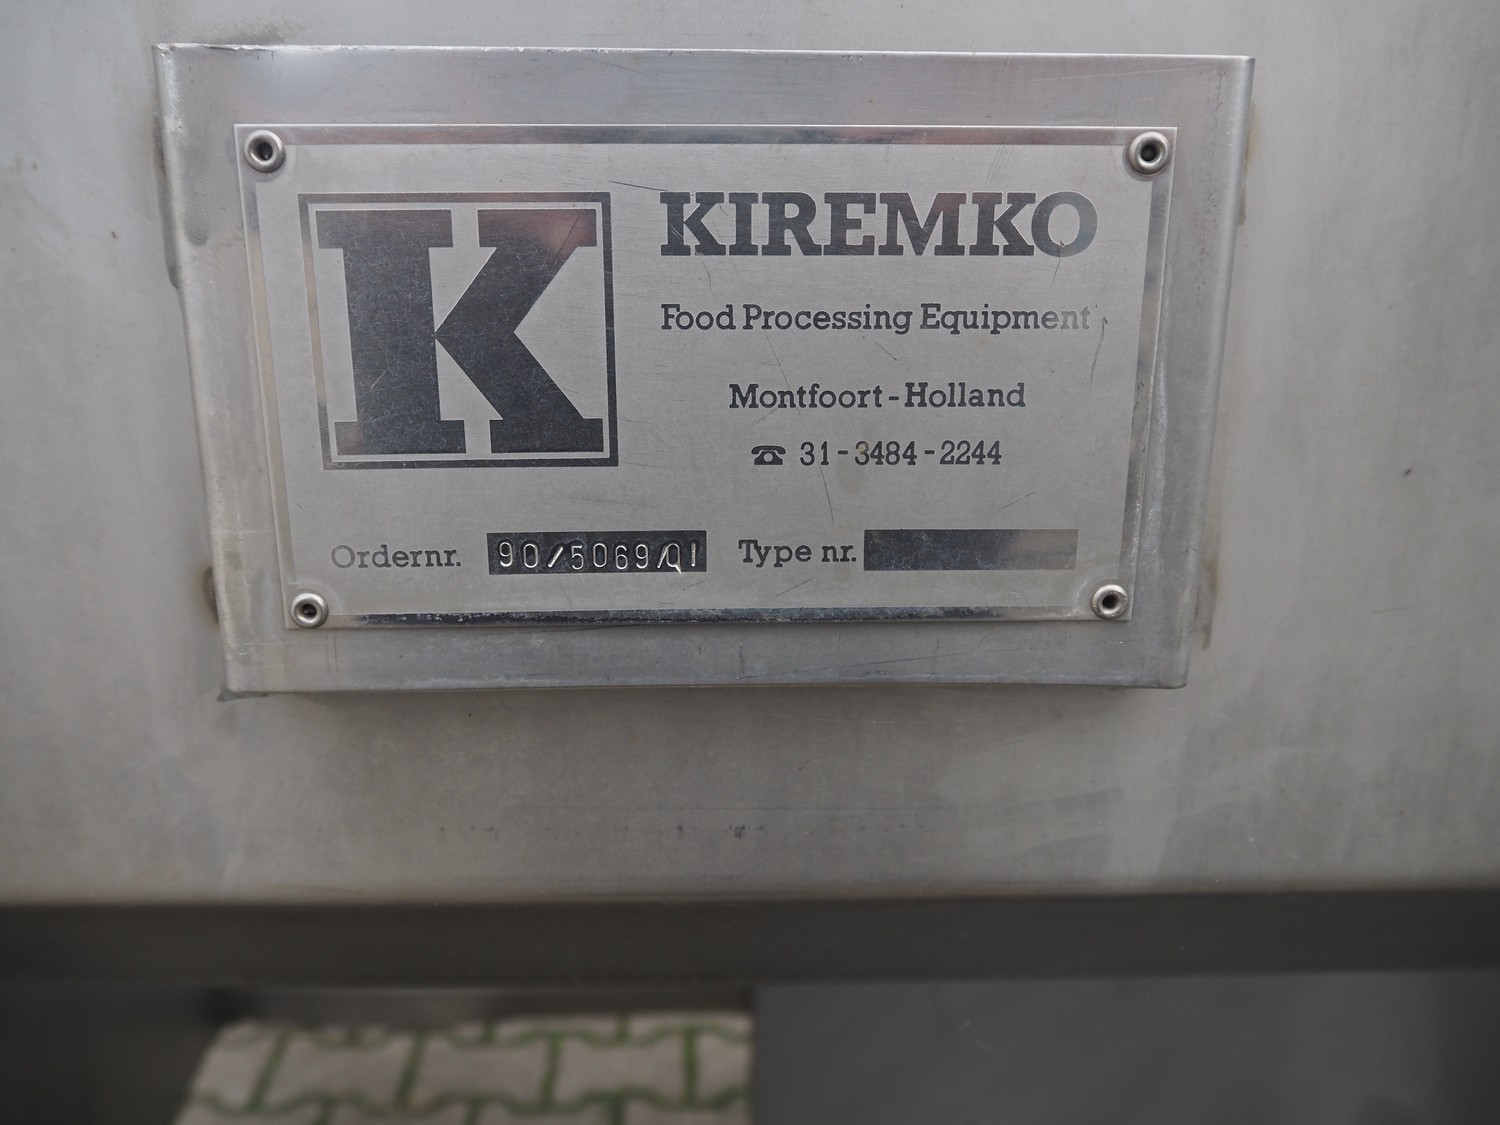 K
KIREMKO
Food Processing Equipment
Montfoort-Holland
☎ 31-3484-2244
Ordernr. 90/5069/01 Type nr.